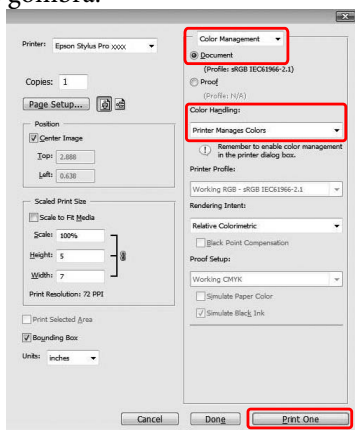 gombra.
Printer: Epson Stylus Pro xxxx
Copies: 1
Page Setup...
Position
Center Image
Top: 2.888
Left: 0.638
Scaled Print Size
Scale to Fit Media
Scale: 100%
Height: 5
Width: 7
Print Resolution: 72 PPI
Print Selected Area
Bounding Box
Units: inches
Color Management
Document
(Profile: sRGB IEC61966-2.1)
Proof
(Profile: N/A)
Color Handling:
Printer Manages Colors
Remember to enable color management
in the printer dialog box.
Printer Profile:
Working RGB - sRGB IEC61966-2.1
Rendering Intent:
Relative Colorimetric
Black Point Compensation
Proof Setup:
Working CMYK
Simulate Paper Color
Simulate Black Ink
Cancel
Done
Print One